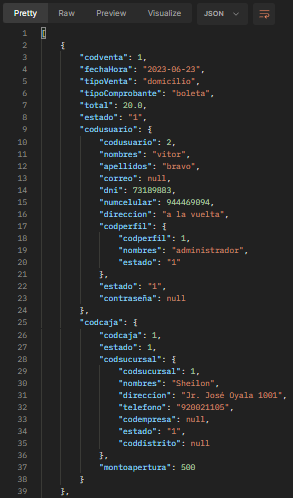 Pretty Raw Preview Visualize JSON
1 [
2 {
3 "codventa": 1,
4 "fechaHora": "2023-06-23",
5 "tipoVenta": "domicilio",
6 "tipoComprobante": "boleta",
7 "total": 20.0,
8 "estado": "1",
9 "codusuario": {
10 "codusuario": 2,
11 "nombres": "vitor",
12 "apellidos": "bravo",
13 "correo": null,
14 "dni": 73189883,
15 "numcelular": 944469094,
16 "direccion": "a la vuelta",
17 "codperfil": {
18 "codperfil": 1,
19 "nombres": "administrador",
20 "estado": "1"
21 },
22 "estado": "1",
23 "contraseña": null
24 },
25 "codcaja": {
26 "codcaja": 1,
27 "estado": 1,
28 "codsucursal": {
29 "codsucursal": 1,
30 "nombres": "Sheilon",
31 "direccion": "Jr. José Oyala 1001",
32 "telefono": "920021105",
33 "codempresa": null,
34 "estado": "1",
35 "coddistrito": null
36 },
37 "montoapertura": 500
38 }
39 },